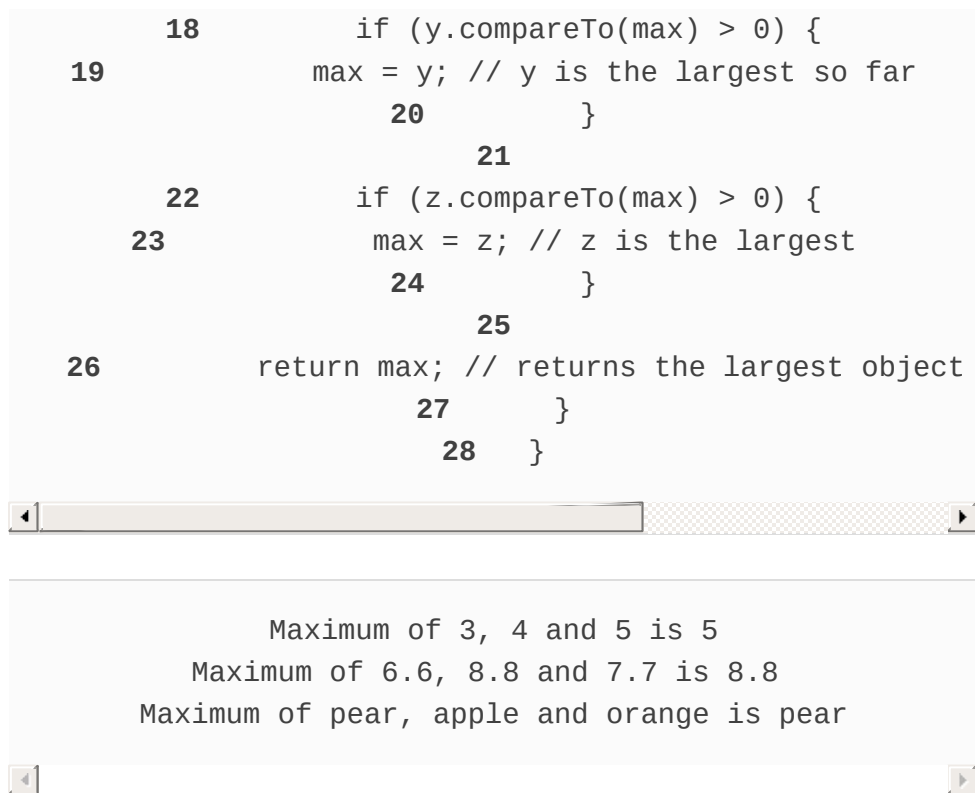 18 if (y.compareTo(max) > 0) {
19 max = y; // y is the largest so far
20 }
21
22 if (z.compareTo(max) > 0) {
23 max = z; // z is the largest
24 }
25
26 return max; // returns the largest object
27 }
28 }
Maximum of 3, 4 and 5 is 5
Maximum of 6.6, 8.8 and 7.7 is 8.8
Maximum of pear, apple and orange is pear